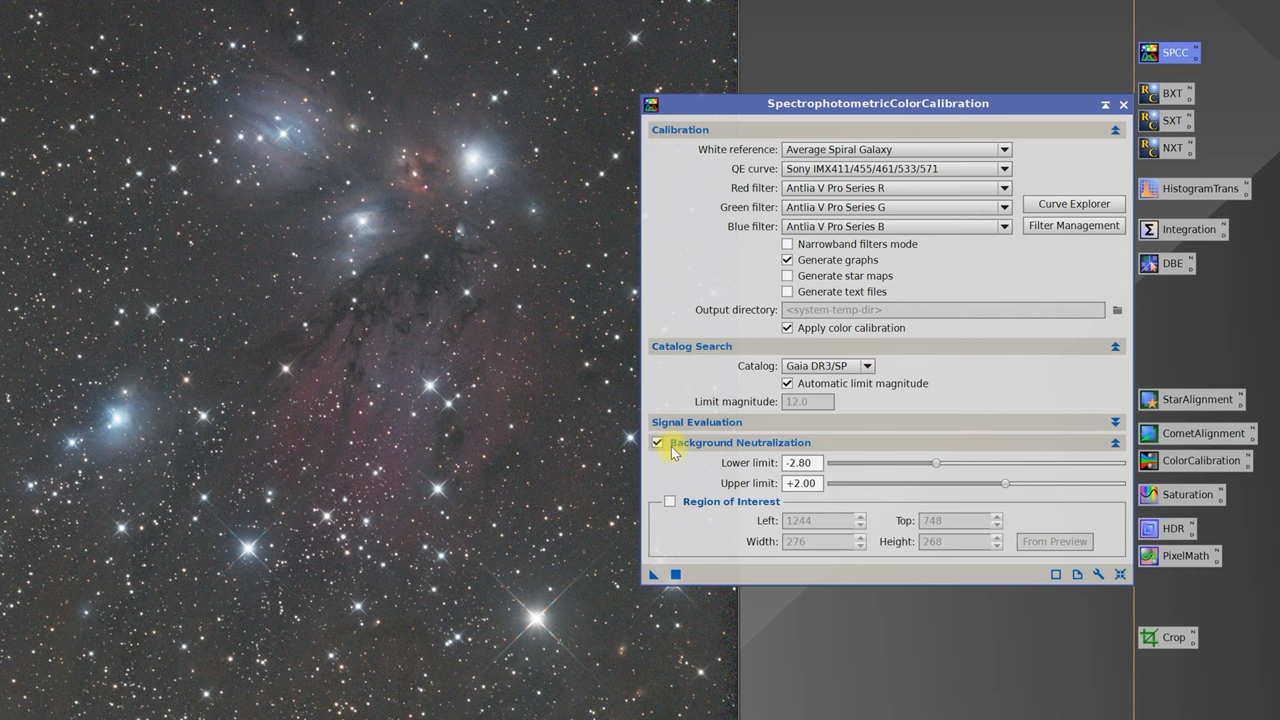 SpectrophotometricColorCalibration
Calibration
White reference: Average Spiral Galaxy
QE curve: Sony IMX411/455/461/533/571
Red filter: Antlia V Pro Series R
Green filter: Antlia V Pro Series G
Curve Explorer
Blue filter: Antlia V Pro Series B
Filter Management
Narrowband filters mode
Generate graphs
Generate star maps
Generate text files
Output directory: <system-temp-dir>
Apply color calibration
Catalog Search
Catalog: Gaia DR3/SP
Automatic limit magnitude
Limit magnitude: 12.0
Signal Evaluation
Background Neutralization
Lower limit: -2.80
Upper limit: +2.00
Region of Interest
Left: 1244 Top: 748
Width: 276 Height: 268 From Preview
SPCC N D
RC BXT N D
RC SXT N D
RC NXT N D
HistogramTrans N D
Σ Integration N D
DBE N D
StarAlignment N D
CometAlignment N D
ColorCalibration N D
Saturation N D
HDR N D
PixelMath N D
Crop N D